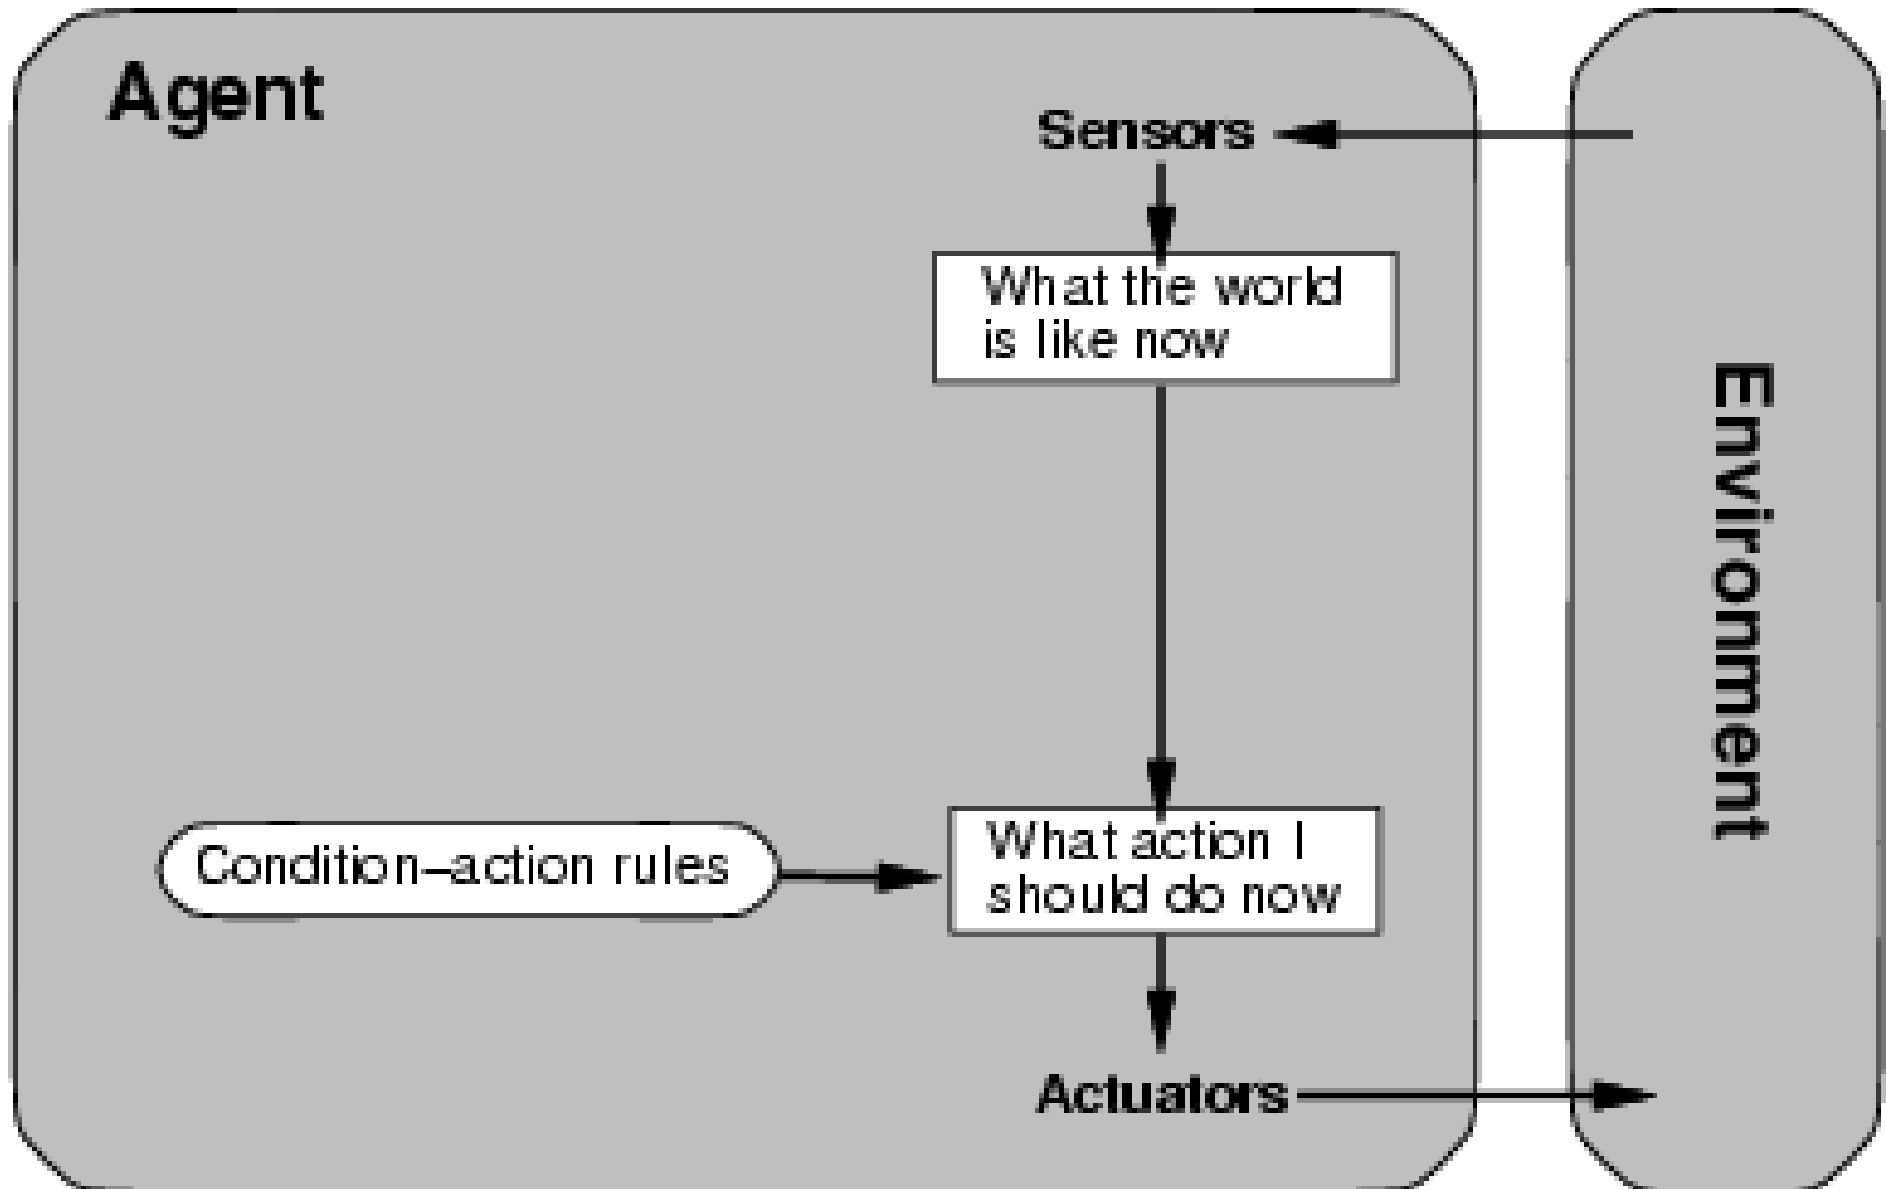 Agent
Sensors
What the world
is like now
Environment
Condition–action rules
What action I
should do now
Actuators